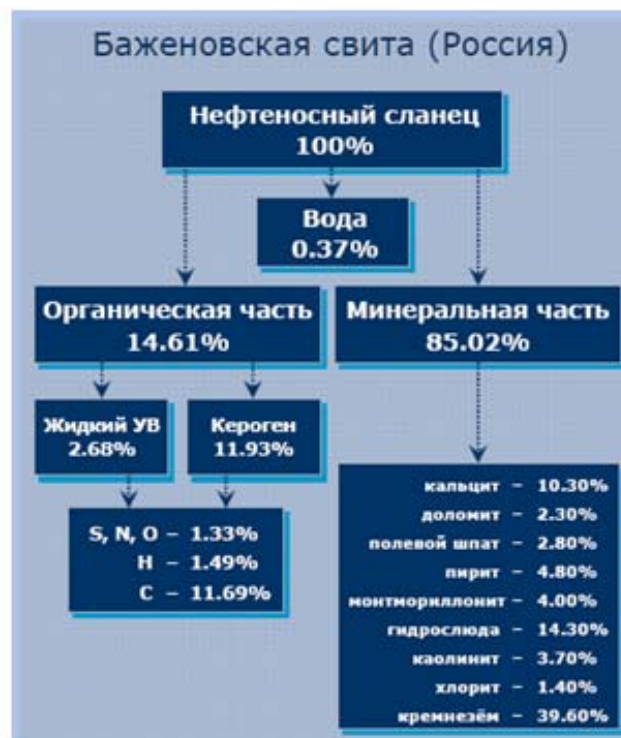 Баженовская свита (Россия)
Нефтеносный сланец
100%
Вода
0.37%
Органическая часть
14.61%
Минеральная часть
85.02%
Жидкий УВ
2.68%
Кероген
11.93%
S, N, O – 1.33%
H – 1.49%
C – 11.69%
кальцит – 10.30%
доломит – 2.30%
полевой шпат – 2.80%
пирит – 4.80%
монтмориллонит – 4.00%
гидрослюда – 14.30%
каолинит – 3.70%
хлорит – 1.40%
кремнезём – 39.60%